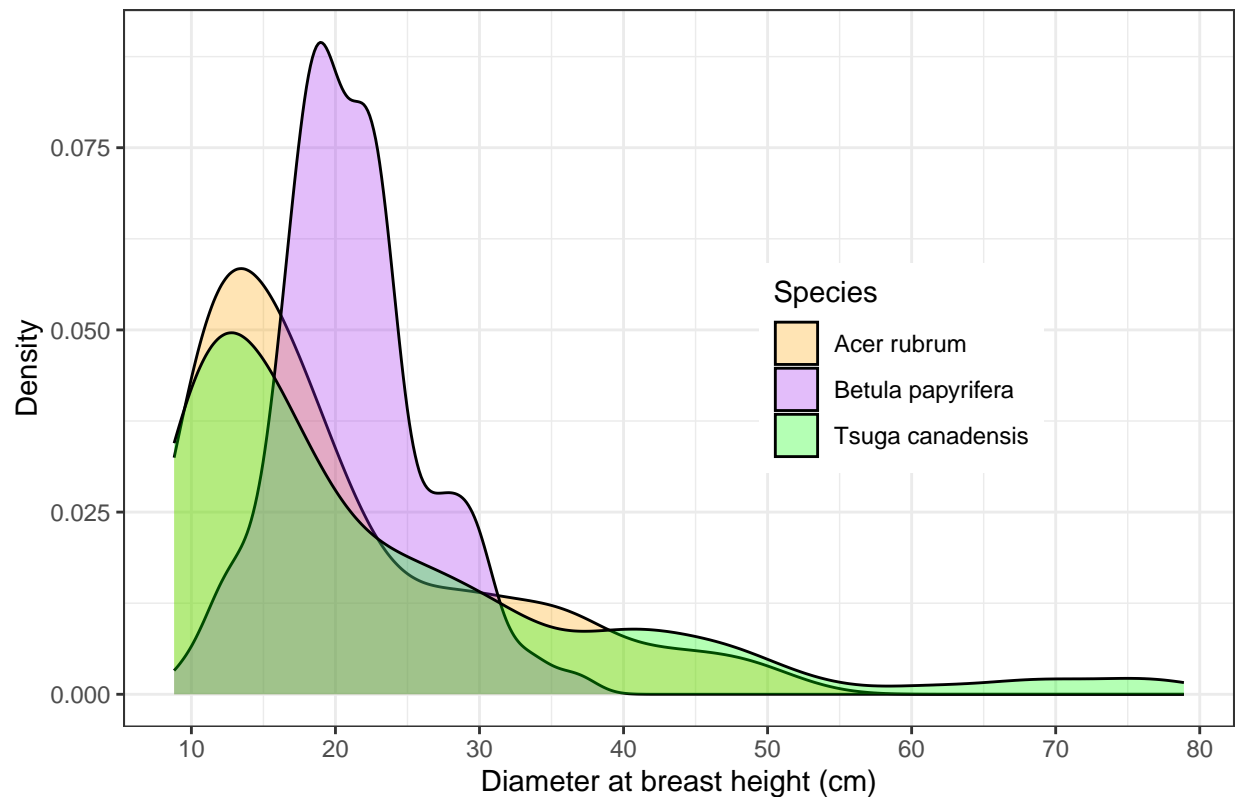 0.075
0.050
0.025
0.000
Density
Species
Acer rubrum
Betula papyrifera
Tsuga canadensis
10 20 30 40 50 60 70 80
Diameter at breast height (cm)